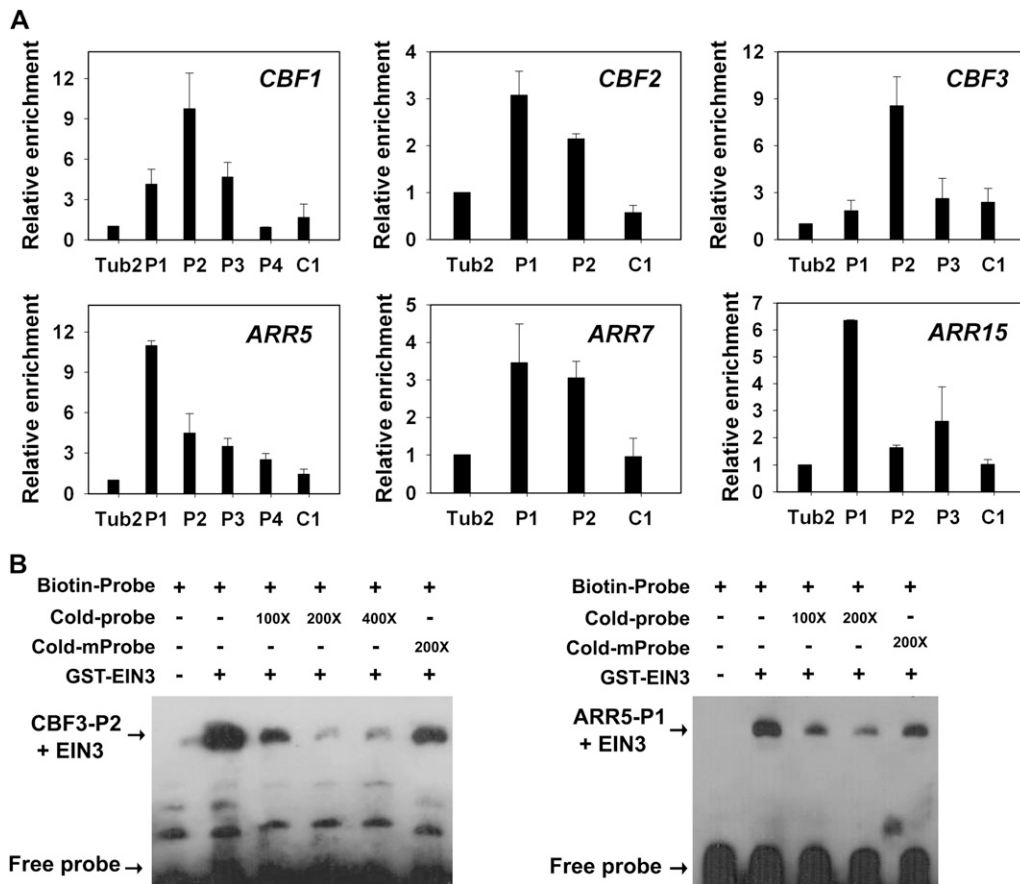 A
Relative enrichment
12
9
6
3
0
CBF1
Tub2 P1 P2 P3 P4 C1
Relative enrichment
4
3
2
1
0
CBF2
Tub2 P1 P2 C1
Relative enrichment
12
9
6
3
0
CBF3
Tub2 P1 P2 P3 C1
Relative enrichment
12
9
6
3
0
ARR5
Tub2 P1 P2 P3 P4 C1
Relative enrichment
5
4
3
2
1
0
ARR7
Tub2 P1 P2 C1
Relative enrichment
7
6
5
4
3
2
1
0
ARR15
Tub2 P1 P2 P3 C1
B
Biotin-Probe + + + + + +
Cold-probe - - 100X 200X 400X -
Cold-mProbe - - - - - 200X
GST-EIN3 - + + + + +
CBF3-P2 →
+ EIN3
Free probe →
Biotin-Probe + + + + +
Cold-probe - - 100X 200X -
Cold-mProbe - - - - 200X
GST-EIN3 - + + + +
ARR5-P1 →
+ EIN3
Free probe →